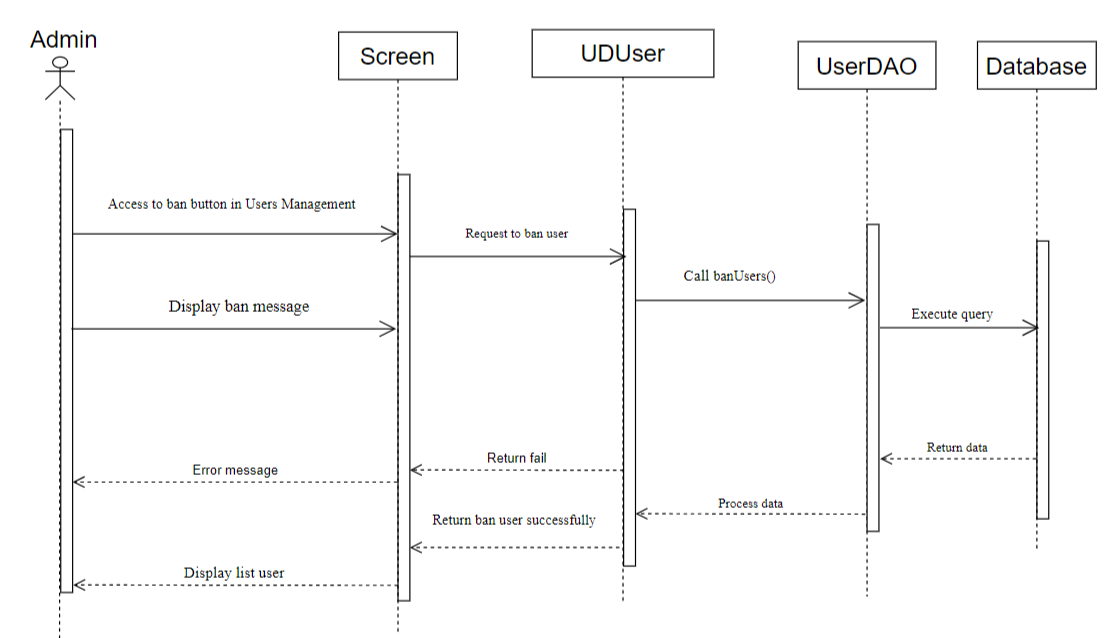 Admin
Screen
UDUser
UserDAO
Database
Access to ban button in Users Management
Request to ban user
Call banUsers()
Display ban message
Execute query
Return data
Return fail
Error message
Process data
Return ban user successfully
Display list user